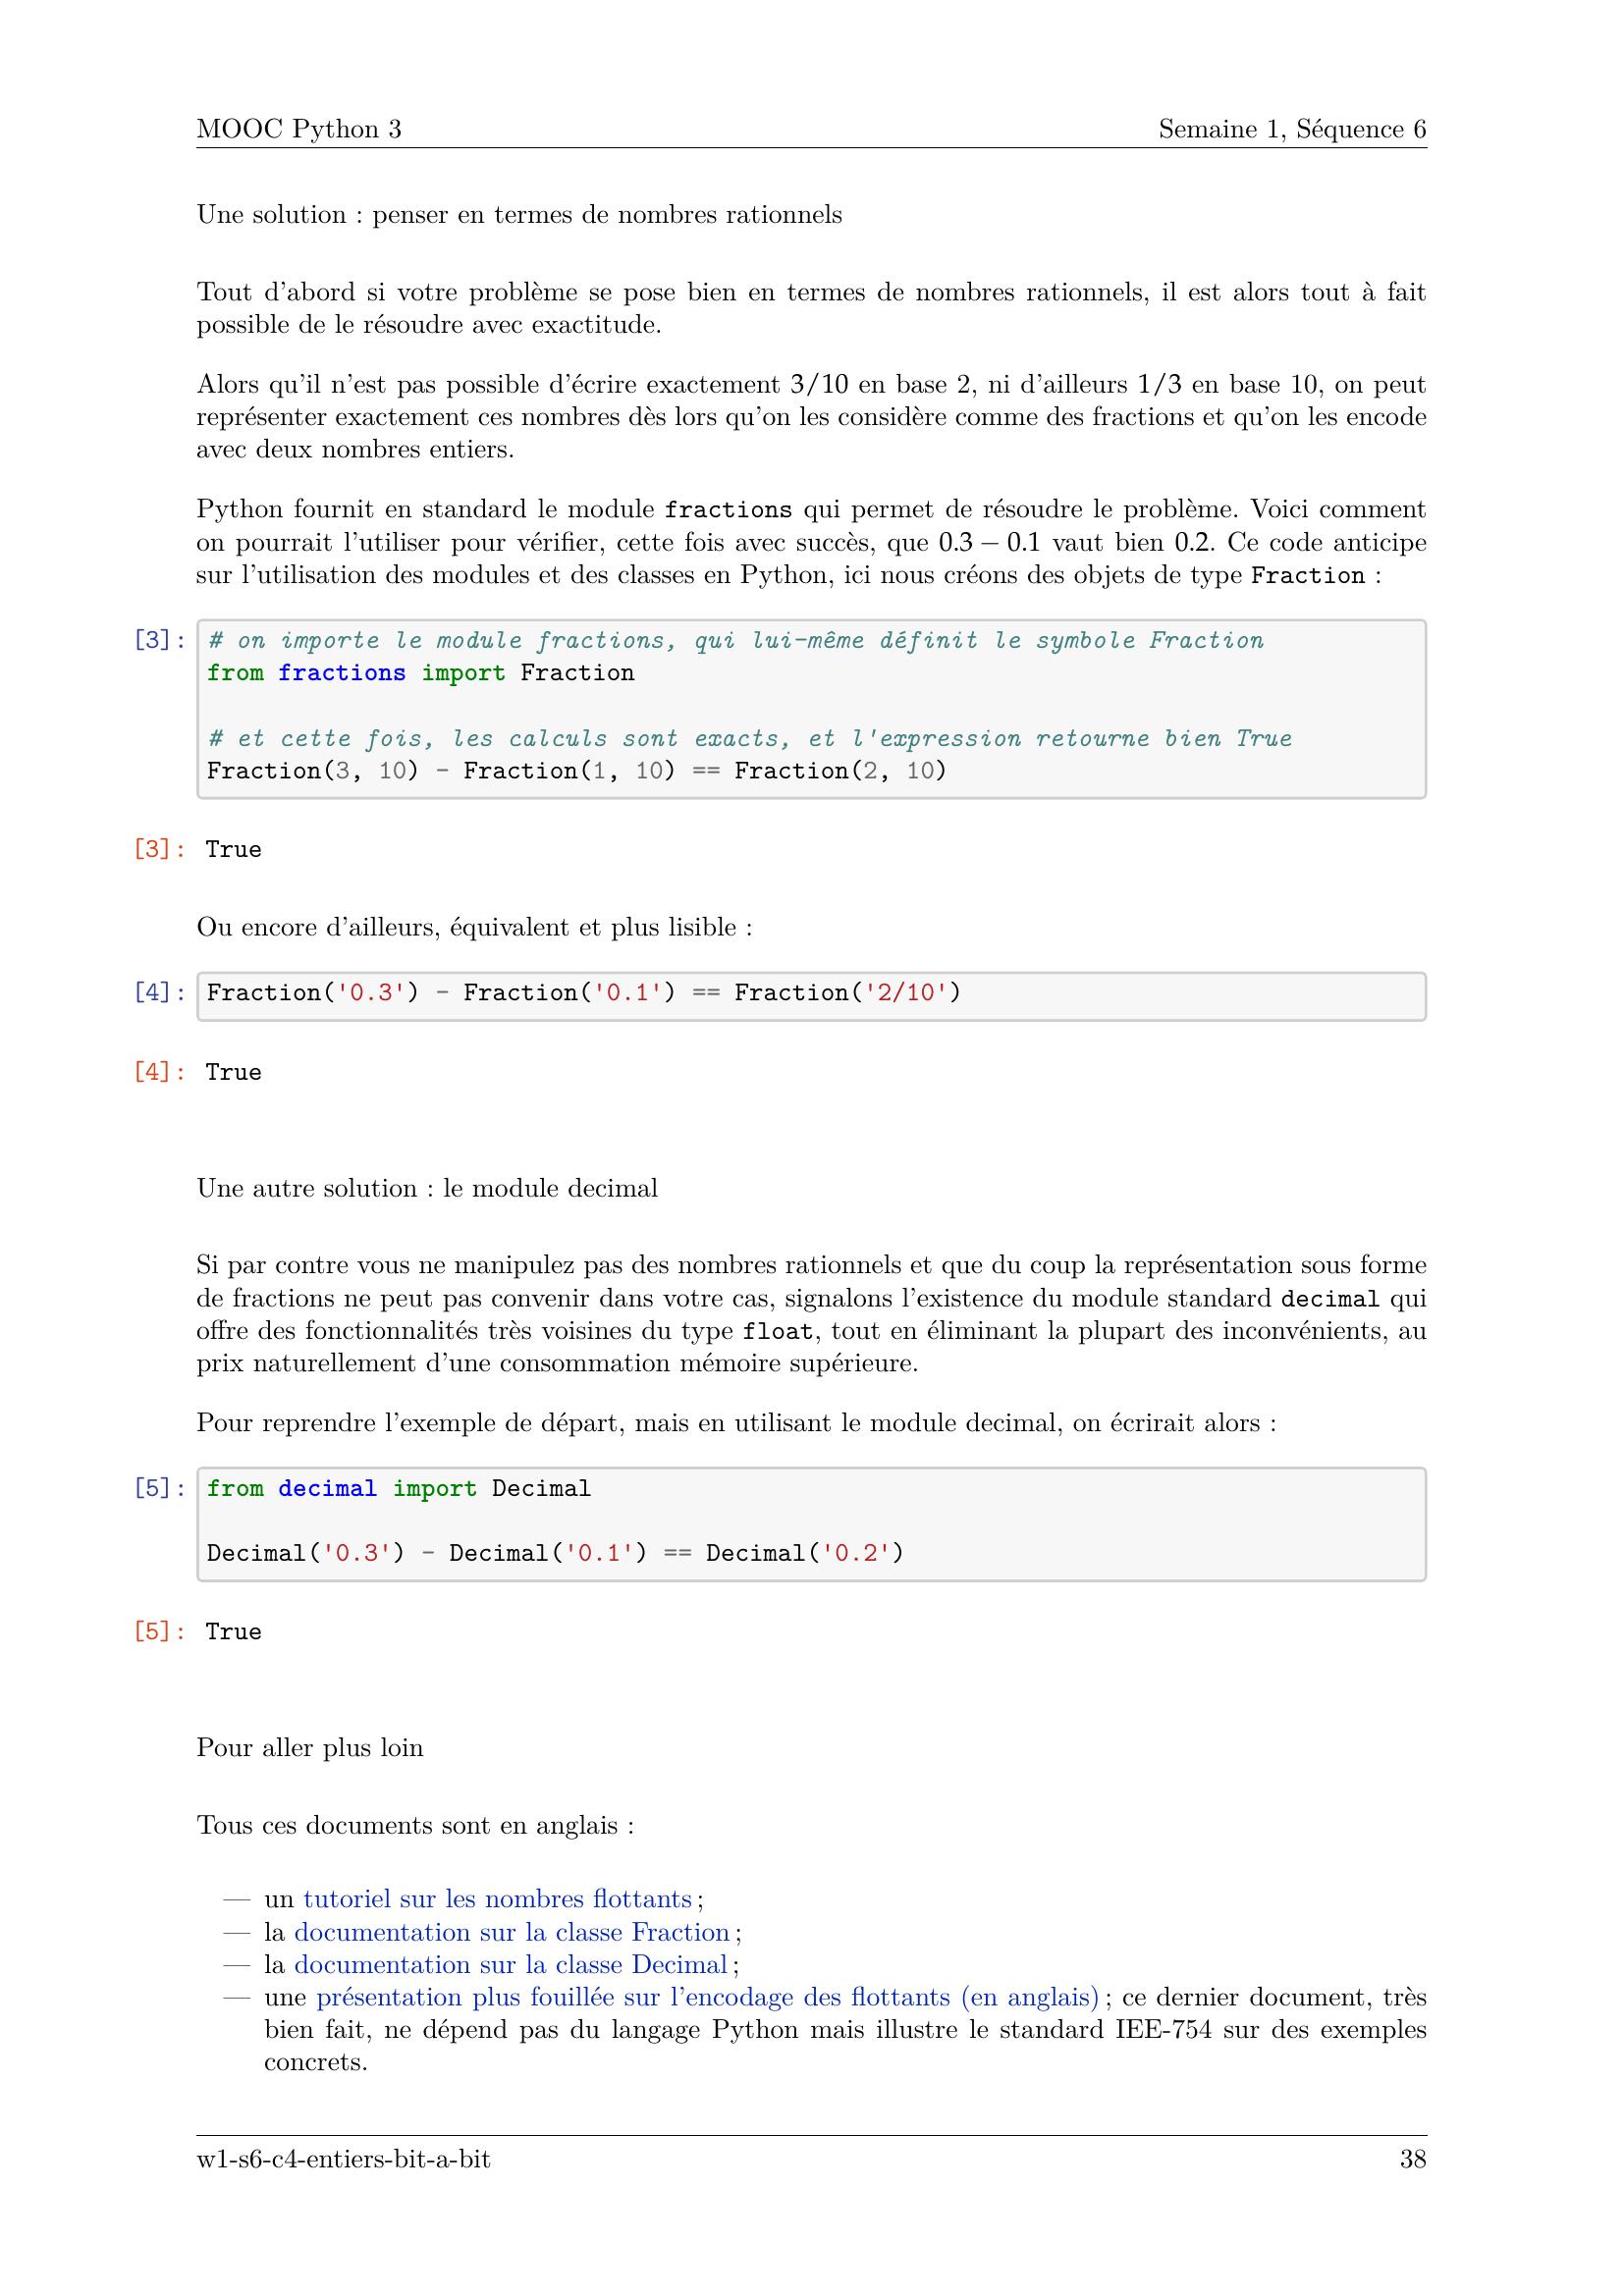 MOOC Python 3 Semaine 1, Séquence 6
Une solution : penser en termes de nombres rationnels
Tout d'abord si votre problème se pose bien en termes de nombres rationnels, il est alors tout à fait
possible de le résoudre avec exactitude.
Alors qu'il n'est pas possible d'écrire exactement 3/10 en base 2, ni d'ailleurs 1/3 en base 10, on peut
représenter exactement ces nombres dès lors qu'on les considère comme des fractions et qu'on les encode
avec deux nombres entiers.
Python fournit en standard le module fractions qui permet de résoudre le problème. Voici comment
on pourrait l'utiliser pour vérifier, cette fois avec succès, que 0.3 − 0.1 vaut bien 0.2. Ce code anticipe
sur l'utilisation des modules et des classes en Python, ici nous créons des objets de type Fraction :
[3]: # on importe le module fractions, qui lui-même définit le symbole Fraction
from fractions import Fraction
# et cette fois, les calculs sont exacts, et l'expression retourne bien True
Fraction(3, 10) - Fraction(1, 10) == Fraction(2, 10)
[3]: True
Ou encore d'ailleurs, équivalent et plus lisible :
[4]: Fraction('0.3') - Fraction('0.1') == Fraction('2/10')
[4]: True
Une autre solution : le module decimal
Si par contre vous ne manipulez pas des nombres rationnels et que du coup la représentation sous forme
de fractions ne peut pas convenir dans votre cas, signalons l'existence du module standard decimal qui
offre des fonctionnalités très voisines du type float, tout en éliminant la plupart des inconvénients, au
prix naturellement d'une consommation mémoire supérieure.
Pour reprendre l'exemple de départ, mais en utilisant le module decimal, on écrirait alors :
[5]: from decimal import Decimal
Decimal('0.3') - Decimal('0.1') == Decimal('0.2')
[5]: True
Pour aller plus loin
Tous ces documents sont en anglais :
— un tutoriel sur les nombres flottants ;
— la documentation sur la classe Fraction ;
— la documentation sur la classe Decimal ;
— une présentation plus fouillée sur l'encodage des flottants (en anglais) ; ce dernier document, très
bien fait, ne dépend pas du langage Python mais illustre le standard IEE-754 sur des exemples
concrets.
w1-s6-c4-entiers-bit-a-bit 38